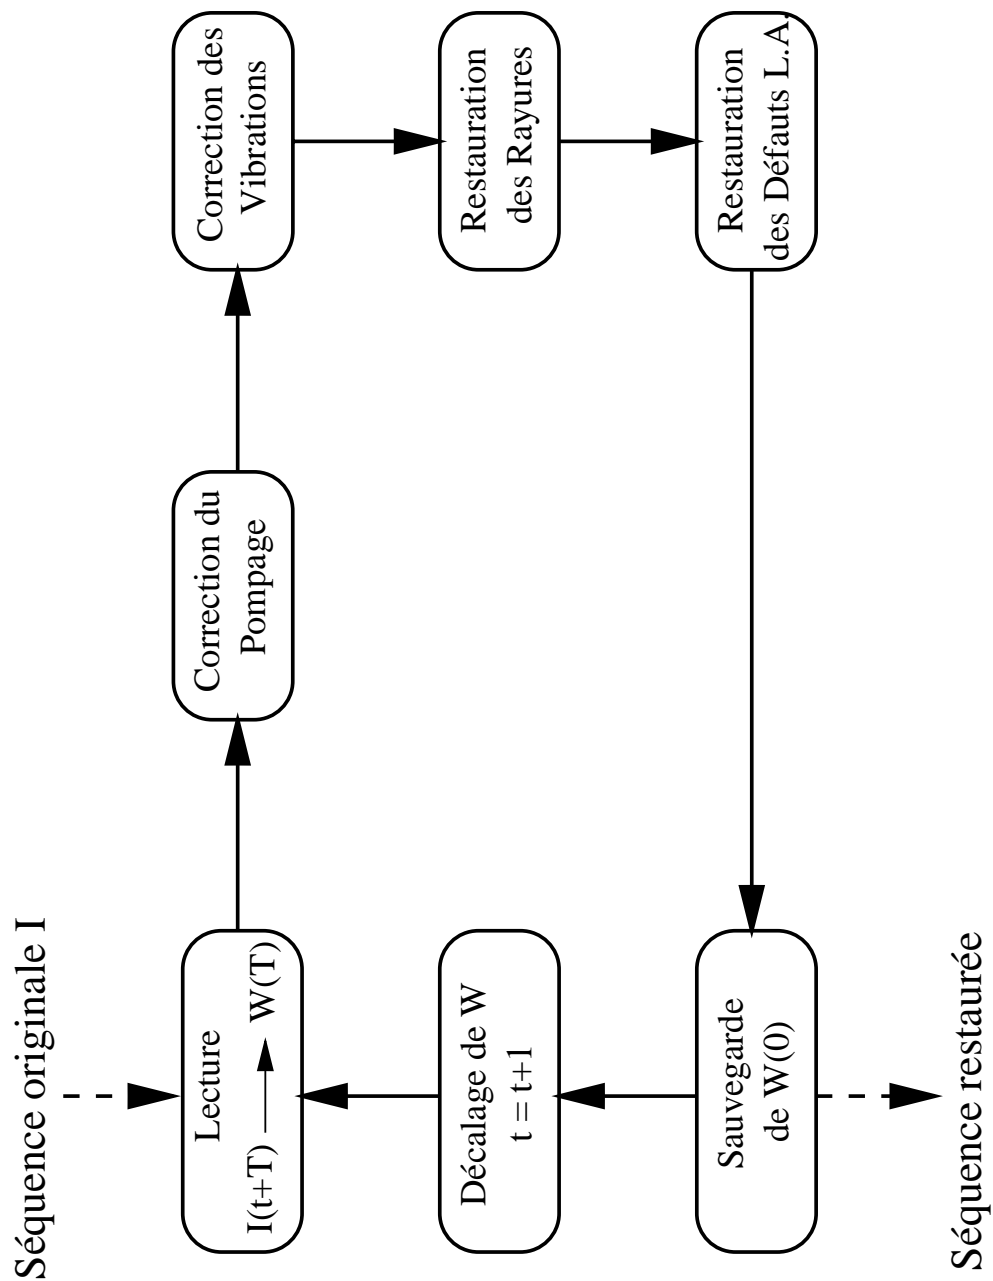 Séquence originale I
Lecture
I(t+T) → W(T)
Correction du
Pompage
Correction des
Vibrations
Restauration
des Rayures
Restauration
des Défauts L.A.
Sauvegarde
de W(0)
Décalage de W
t = t+1
Séquence restaurée